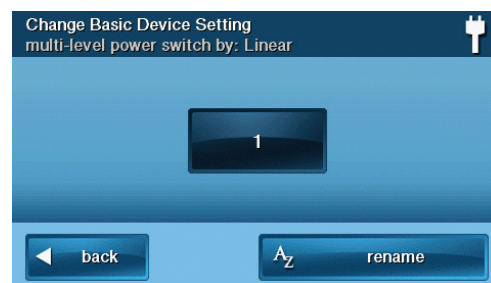 Change Basic Device Setting
multi-level power switch by: Linear
1
back
AZ rename